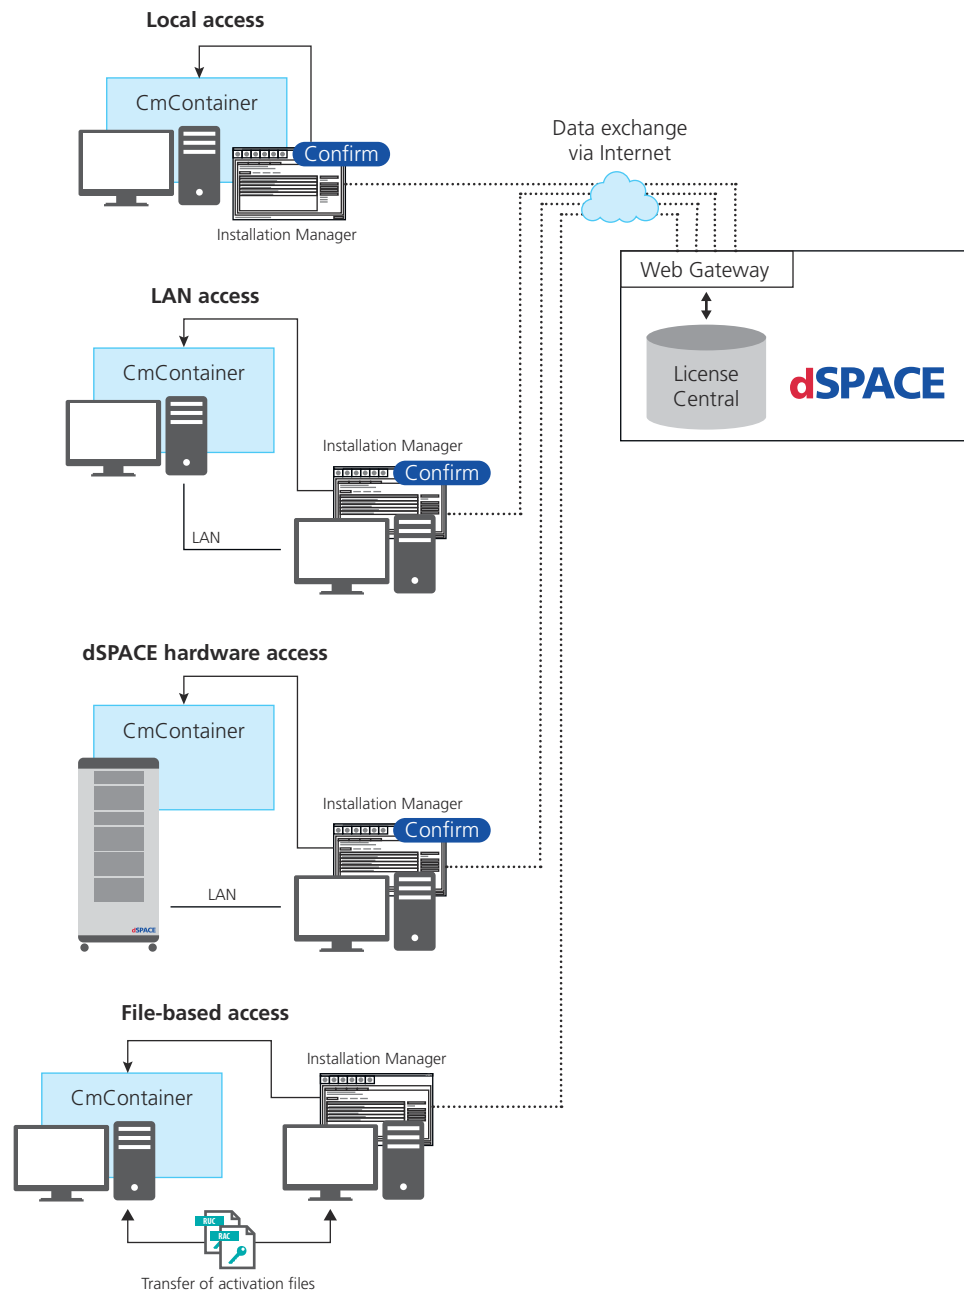 Local access
CmContainer
Confirm
Installation Manager
Data exchange
via Internet
Web Gateway
License
Central
dSPACE
LAN access
CmContainer
Installation Manager
Confirm
LAN
dSPACE hardware access
CmContainer
Installation Manager
Confirm
LAN
dSPACE
File-based access
Installation Manager
CmContainer
RUC
RAC
Transfer of activation files